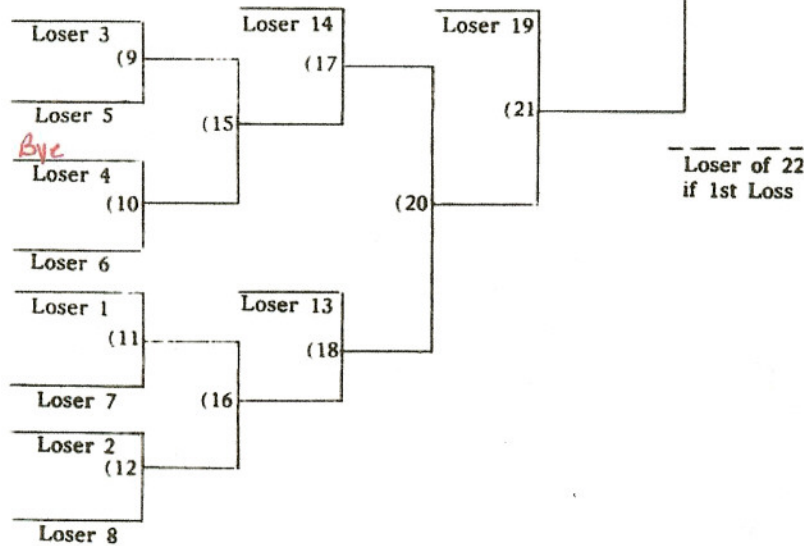 Loser 3
(9
Loser 5
Bye
Loser 4
(10
Loser 6
Loser 1
(11
Loser 7
Loser 2
(12
Loser 8
(15
(16
Loser 14
(17
Loser 13
(18
(20
Loser 19
(21
Loser of 22
if 1st Loss